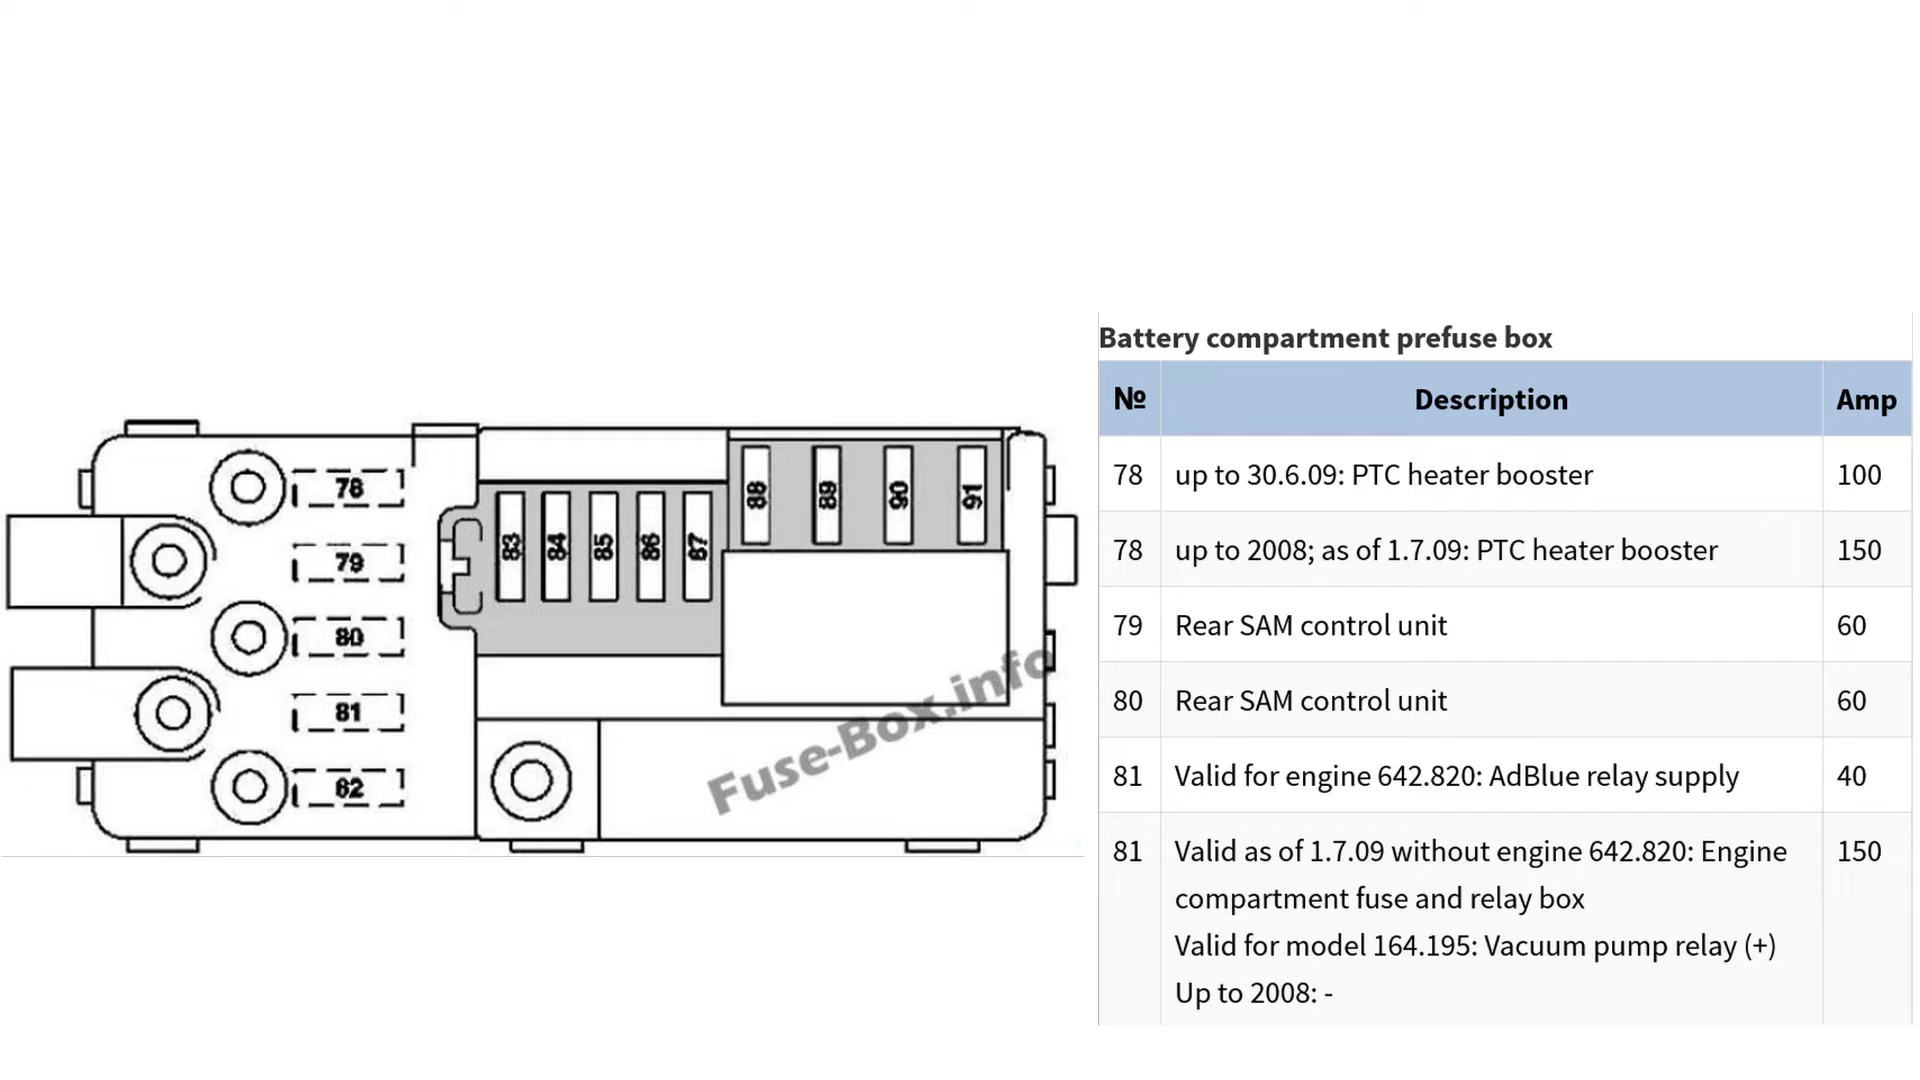 78
79
80
81
62
83
84
85
86
67
88
89
90
91
Fuse-Box.info
Battery compartment prefuse box
№ Description Amp
78 up to 30.6.09: PTC heater booster 100
78 up to 2008; as of 1.7.09: PTC heater booster 150
79 Rear SAM control unit 60
80 Rear SAM control unit 60
81 Valid for engine 642.820: AdBlue relay supply 40
81 Valid as of 1.7.09 without engine 642.820: Engine 150
compartment fuse and relay box
Valid for model 164.195: Vacuum pump relay (+)
Up to 2008: -